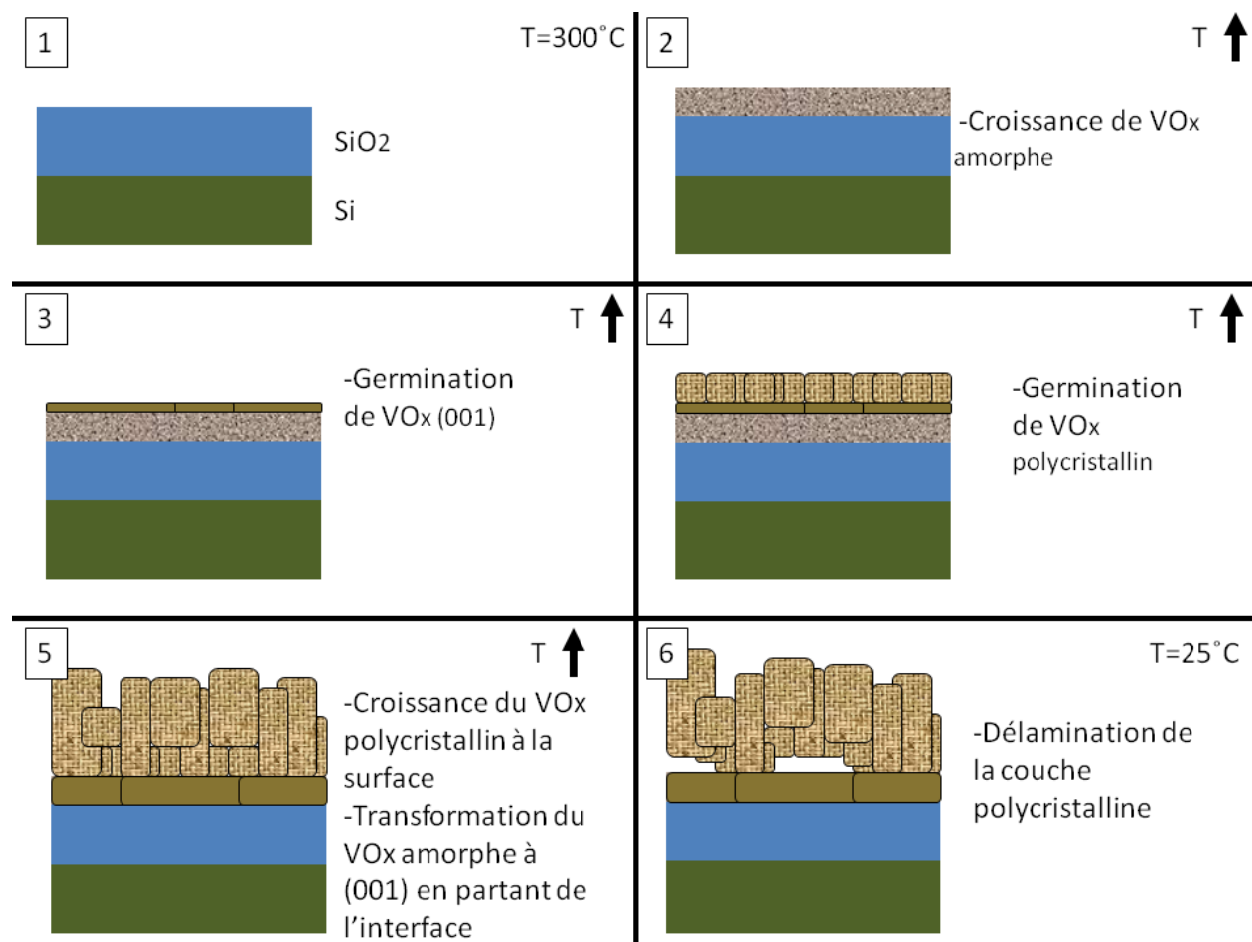 1
T=300˚C
SiO2
Si
2
T
-Croissance de VOx
amorphe
3
T
-Germination
de VOx (001)
4
T
-Germination
de VOx
polycristallin
5
T
-Croissance du VOx
polycristallin à la
surface
-Transformation du
VOx amorphe à
(001) en partant de
l’interface
6
T=25˚C
-Délamination de
la couche
polycristalline